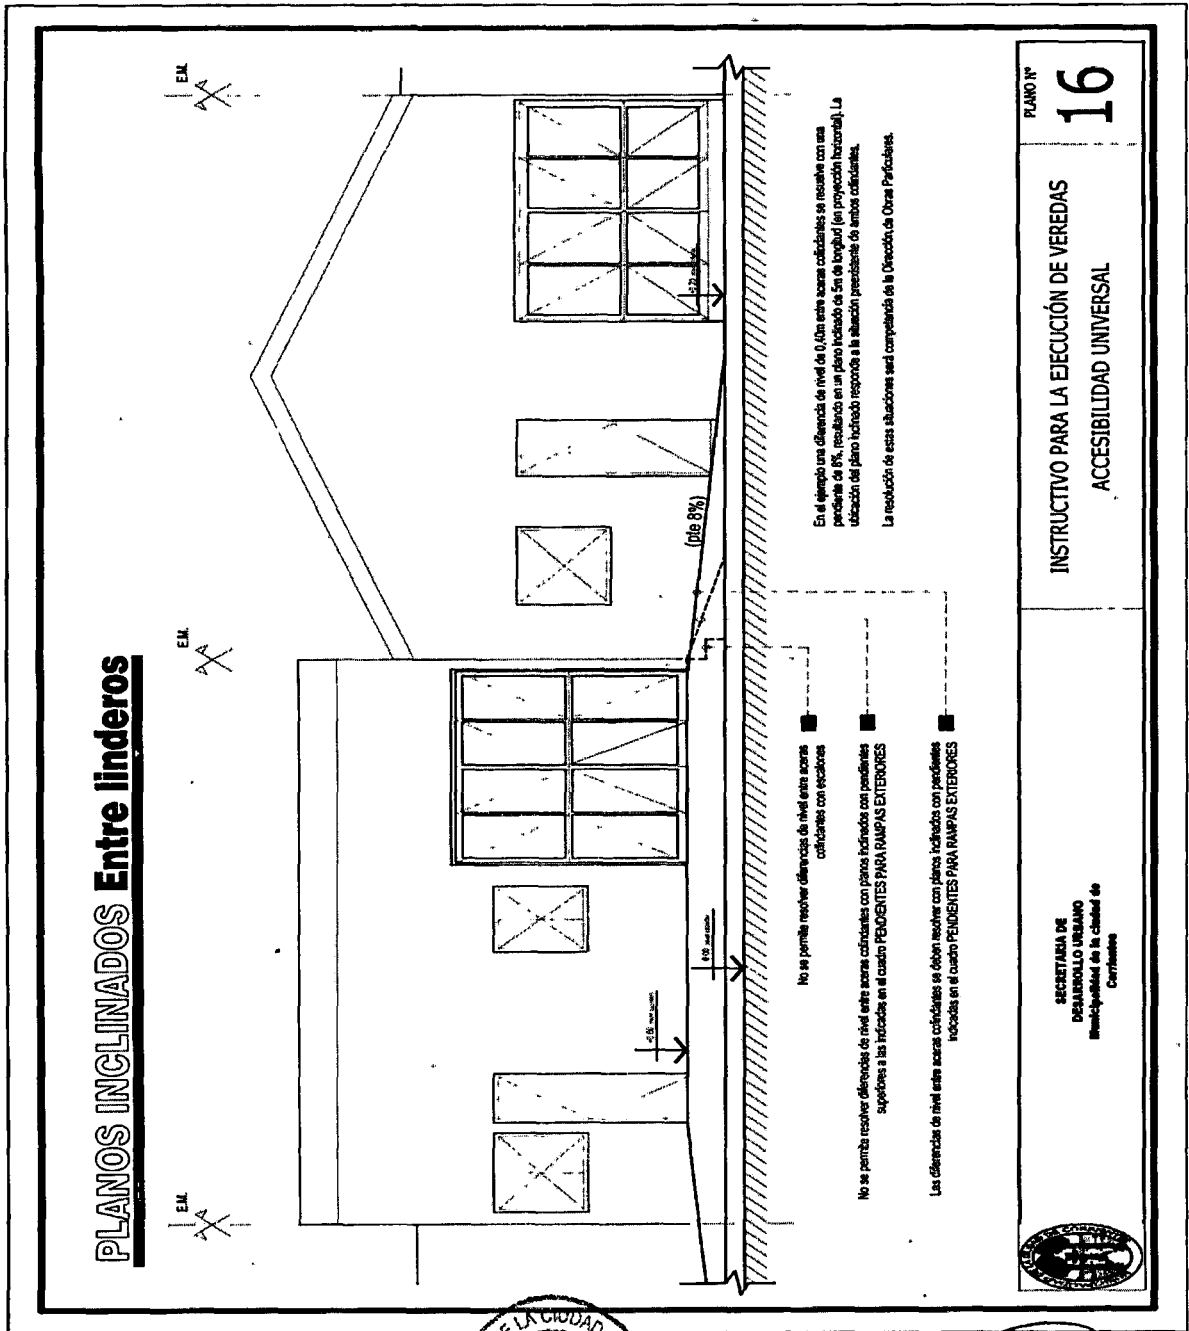 PLANOS INCLINADOS Entre linderos
E.M.
E.M.
E.M.
(pte 8%)
No se permite resolver diferencias de nivel entre aceras
colindantes con escalones
No se permite resolver diferencias de nivel entre aceras colindantes con planos inclinados con pendientes
superiores a las indicadas en el cuadro PENDIENTES PARA RAMPAS EXTERIORES
Las diferencias de nivel entre aceras colindantes se deben resolver con planos inclinados con pendientes
indicadas en el cuadro PENDIENTES PARA RAMPAS EXTERIORES
En el ejemplo una diferencia de nivel de 0,40m entre aceras colindantes se resuelve con una
pendiente de 8%, resultando en un plano inclinado de 5m de longitud (en proyección horizontal). La
ubicación del plano inclinado responde a la situación preexistente de ambos colindantes.
La resolución de estas situaciones será competencia de la Dirección de Obras Particulares.
SECRETARIA DE
DESARROLLO URBANO
Municipalidad de la ciudad de
Corrientes
INSTRUCTIVO PARA LA EJECUCIÓN DE VEREDAS
ACCESIBILIDAD UNIVERSAL
PLANO Nº
16
LA CIUDAD